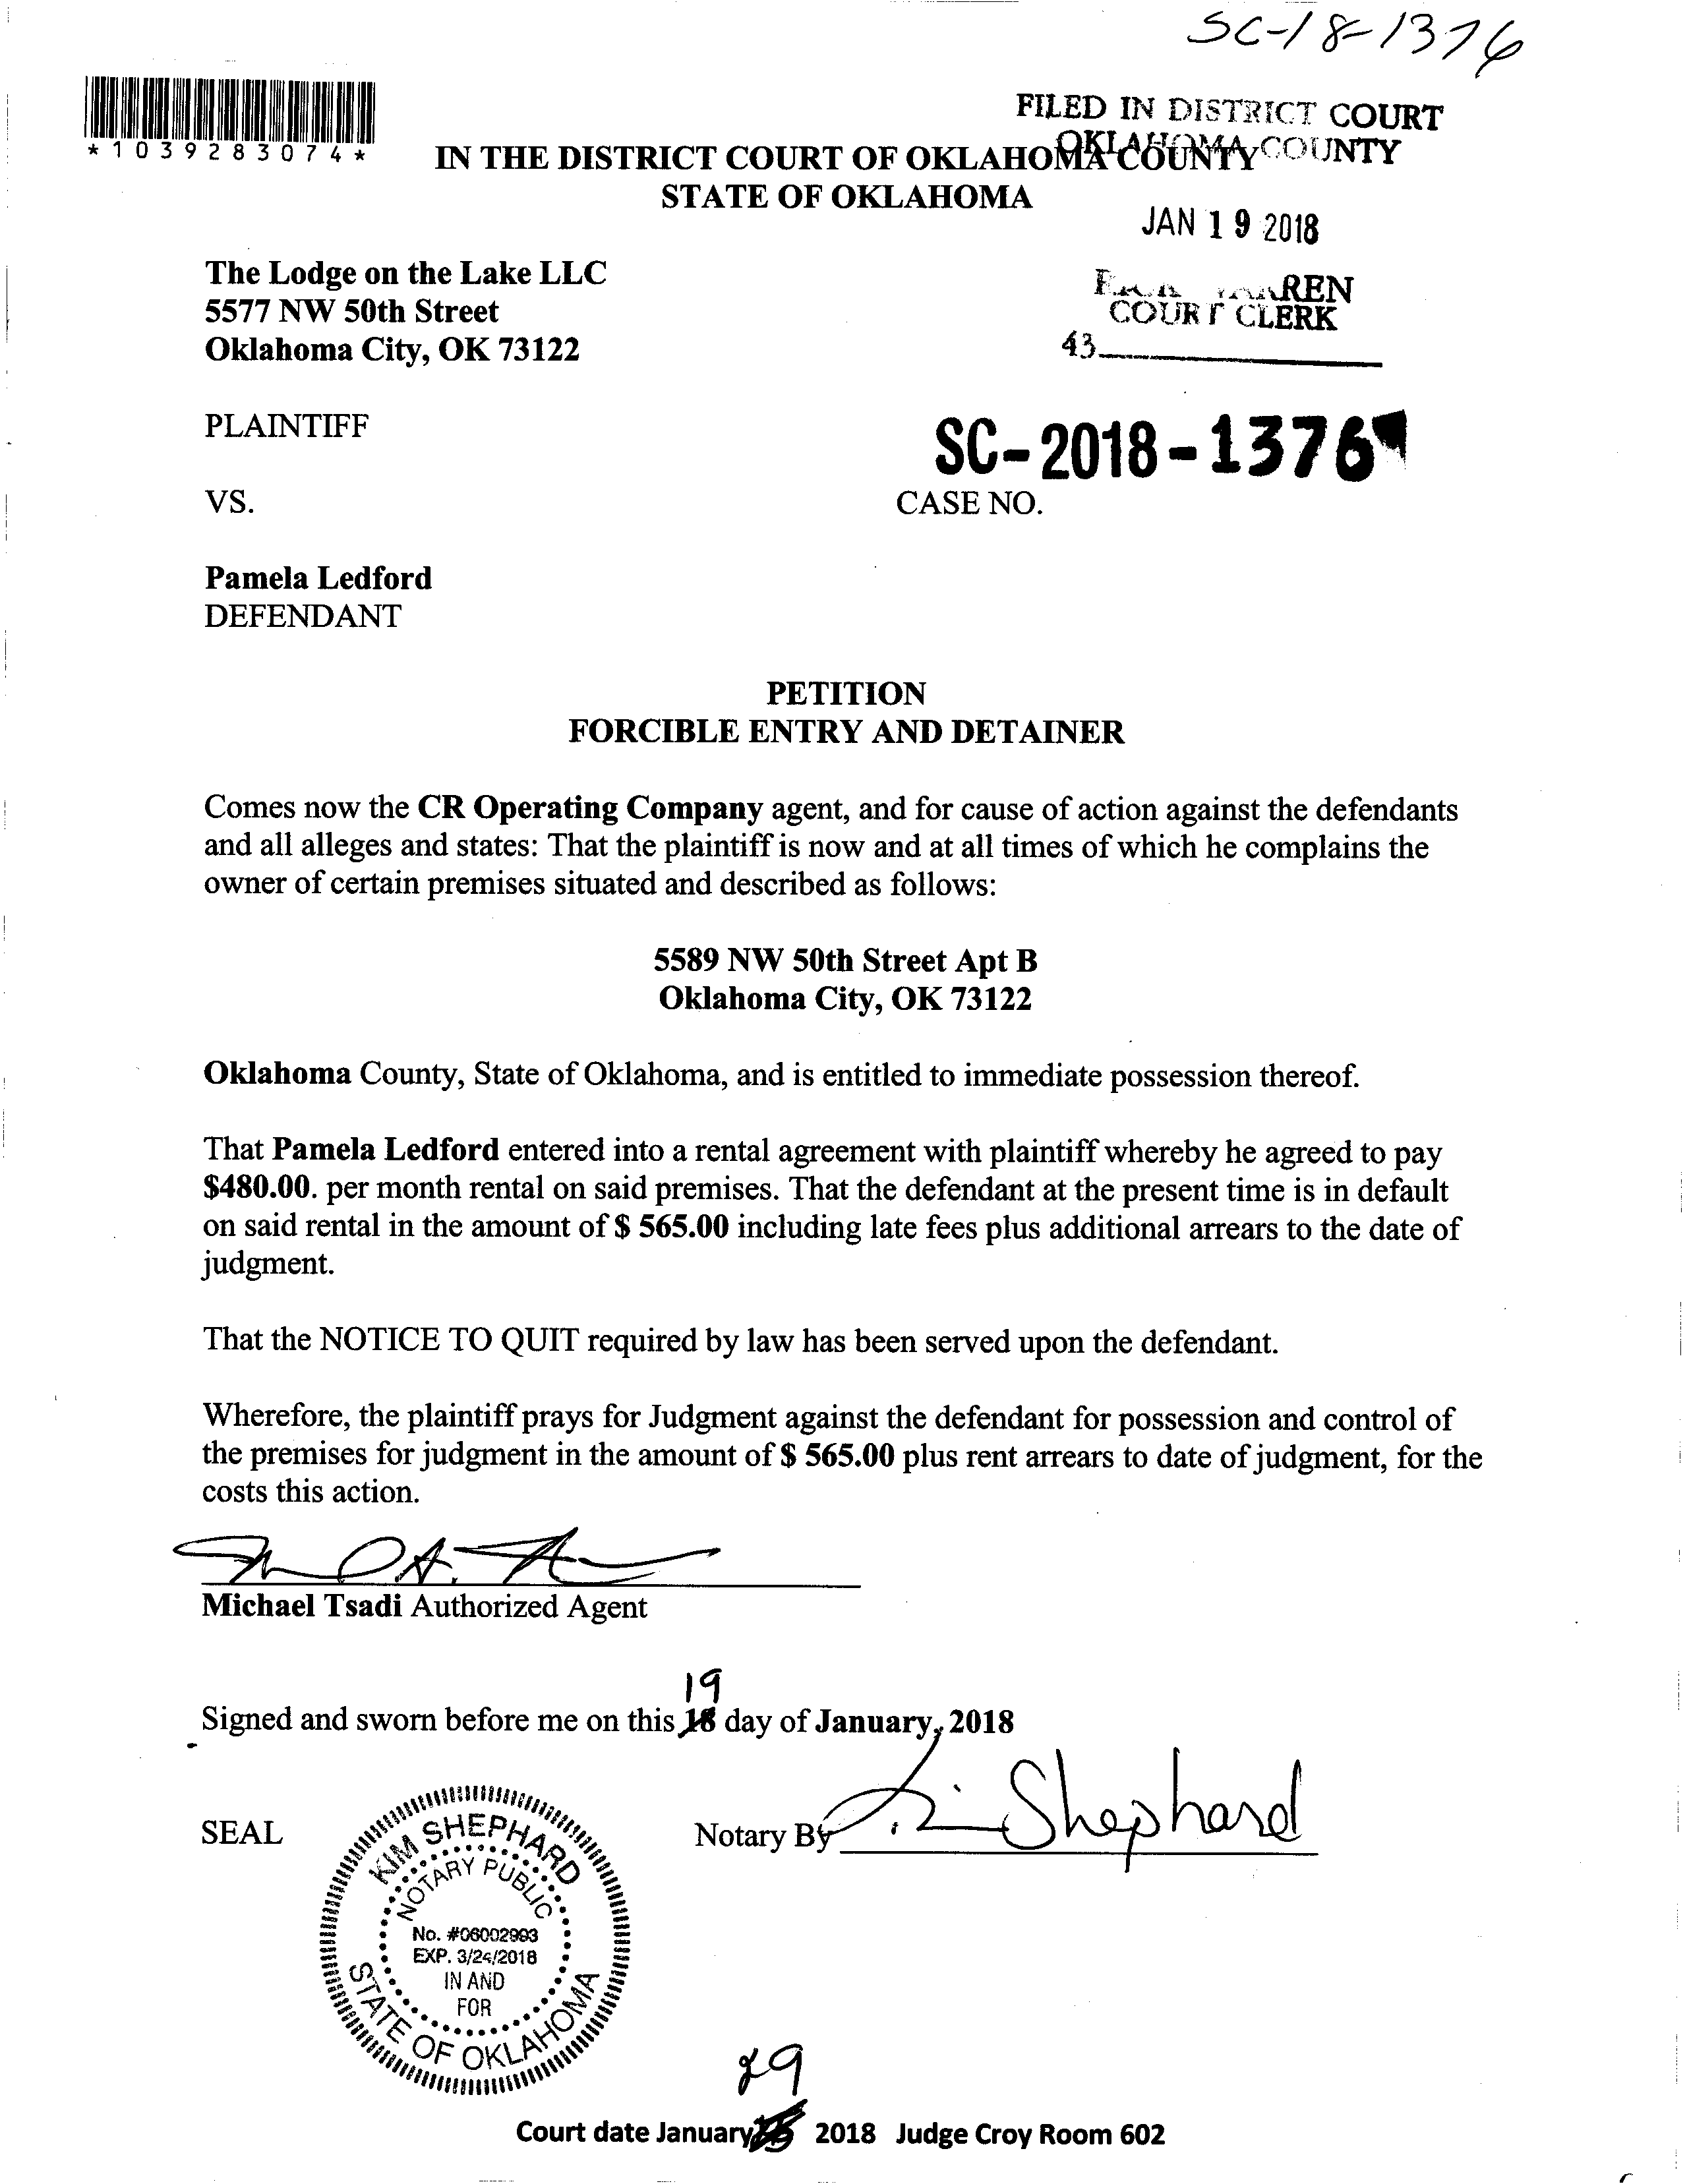 SC-18-1376
*1039283074*
FILED IN DISTRICT COURT
OKLAHOMA COUNTY
IN THE DISTRICT COURT OF OKLAHOMA COUNTY
STATE OF OKLAHOMA
JAN 19 2018
The Lodge on the Lake LLC
5577 NW 50th Street
Oklahoma City, OK 73122
COURT CLERK
43
PLAINTIFF
SC-2018-1376
VS.
CASE NO.
Pamela Ledford
DEFENDANT
PETITION
FORCIBLE ENTRY AND DETAINER
Comes now the CR Operating Company agent, and for cause of action against the defendants
and all alleges and states: That the plaintiff is now and at all times of which he complains the
owner of certain premises situated and described as follows:
5589 NW 50th Street Apt B
Oklahoma City, OK 73122
Oklahoma County, State of Oklahoma, and is entitled to immediate possession thereof.
That Pamela Ledford entered into a rental agreement with plaintiff whereby he agreed to pay
$480.00. per month rental on said premises. That the defendant at the present time is in default
on said rental in the amount of $ 565.00 including late fees plus additional arrears to the date of
judgment.
That the NOTICE TO QUIT required by law has been served upon the defendant.
Wherefore, the plaintiff prays for Judgment against the defendant for possession and control of
the premises for judgment in the amount of $ 565.00 plus rent arrears to date of judgment, for the
costs this action.
Michael Tsadi Authorized Agent
19
Signed and sworn before me on this 18 day of January, 2018
SEAL
Notary By Kim Shephard
KIM SHEPHARD
NOTARY PUBLIC
No. #06002993
EXP. 3/24/2018
IN AND
FOR
STATE OF OKLAHOMA
29
Court date January 2018 Judge Croy Room 602